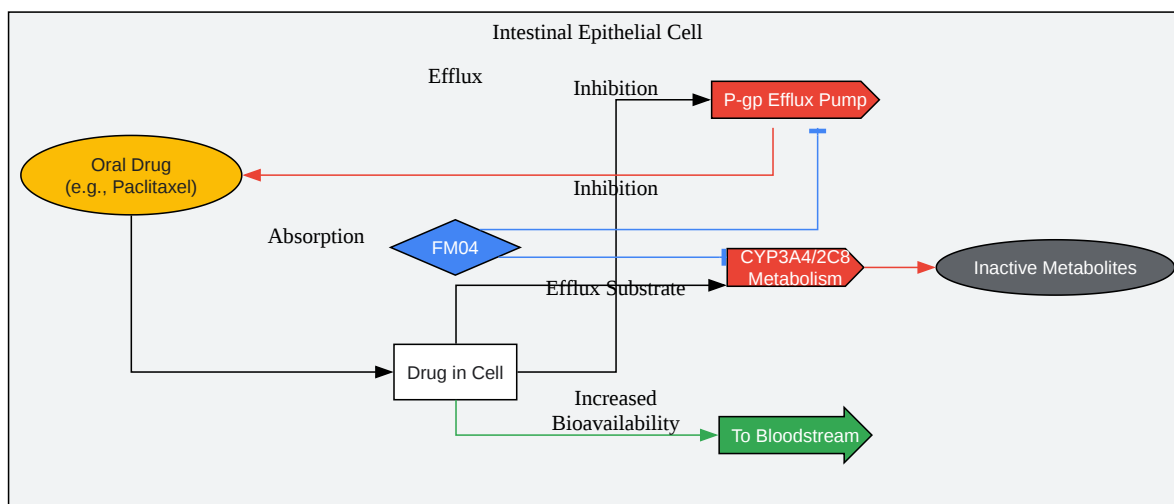 Intestinal Epithelial Cell
Efflux
Inhibition
P-gp Efflux Pump
Oral Drug
(e.g., Paclitaxel)
Inhibition
Absorption
FM04
CYP3A4/2C8
Metabolism
Inactive Metabolites
Efflux Substrate
Drug in Cell
Increased
Bioavailability
To Bloodstream